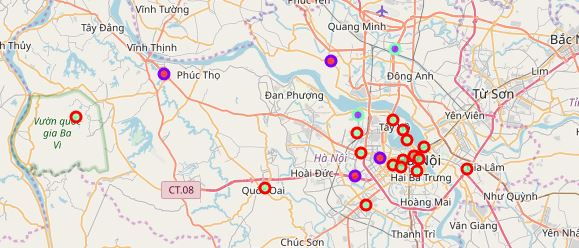 Vĩnh Tường
Phúc Yên
Tây Đằng
Quang Minh
Vĩnh Thịnh
Phúc Thọ
Đông Anh
Bắc
Lim
Từ Sơn
Đan Phượng
Yên Viên
Tây
Vườn quốc
gia Ba
Vì
Hà Nội
Nội
Hoài Đức
Gia Lâm
Hai Bà Trưng
CT.08
Quốc Oai
Như Quỳnh
Hoàng Mai
Văn Giang
Thanh Trì
Chúc Sơn